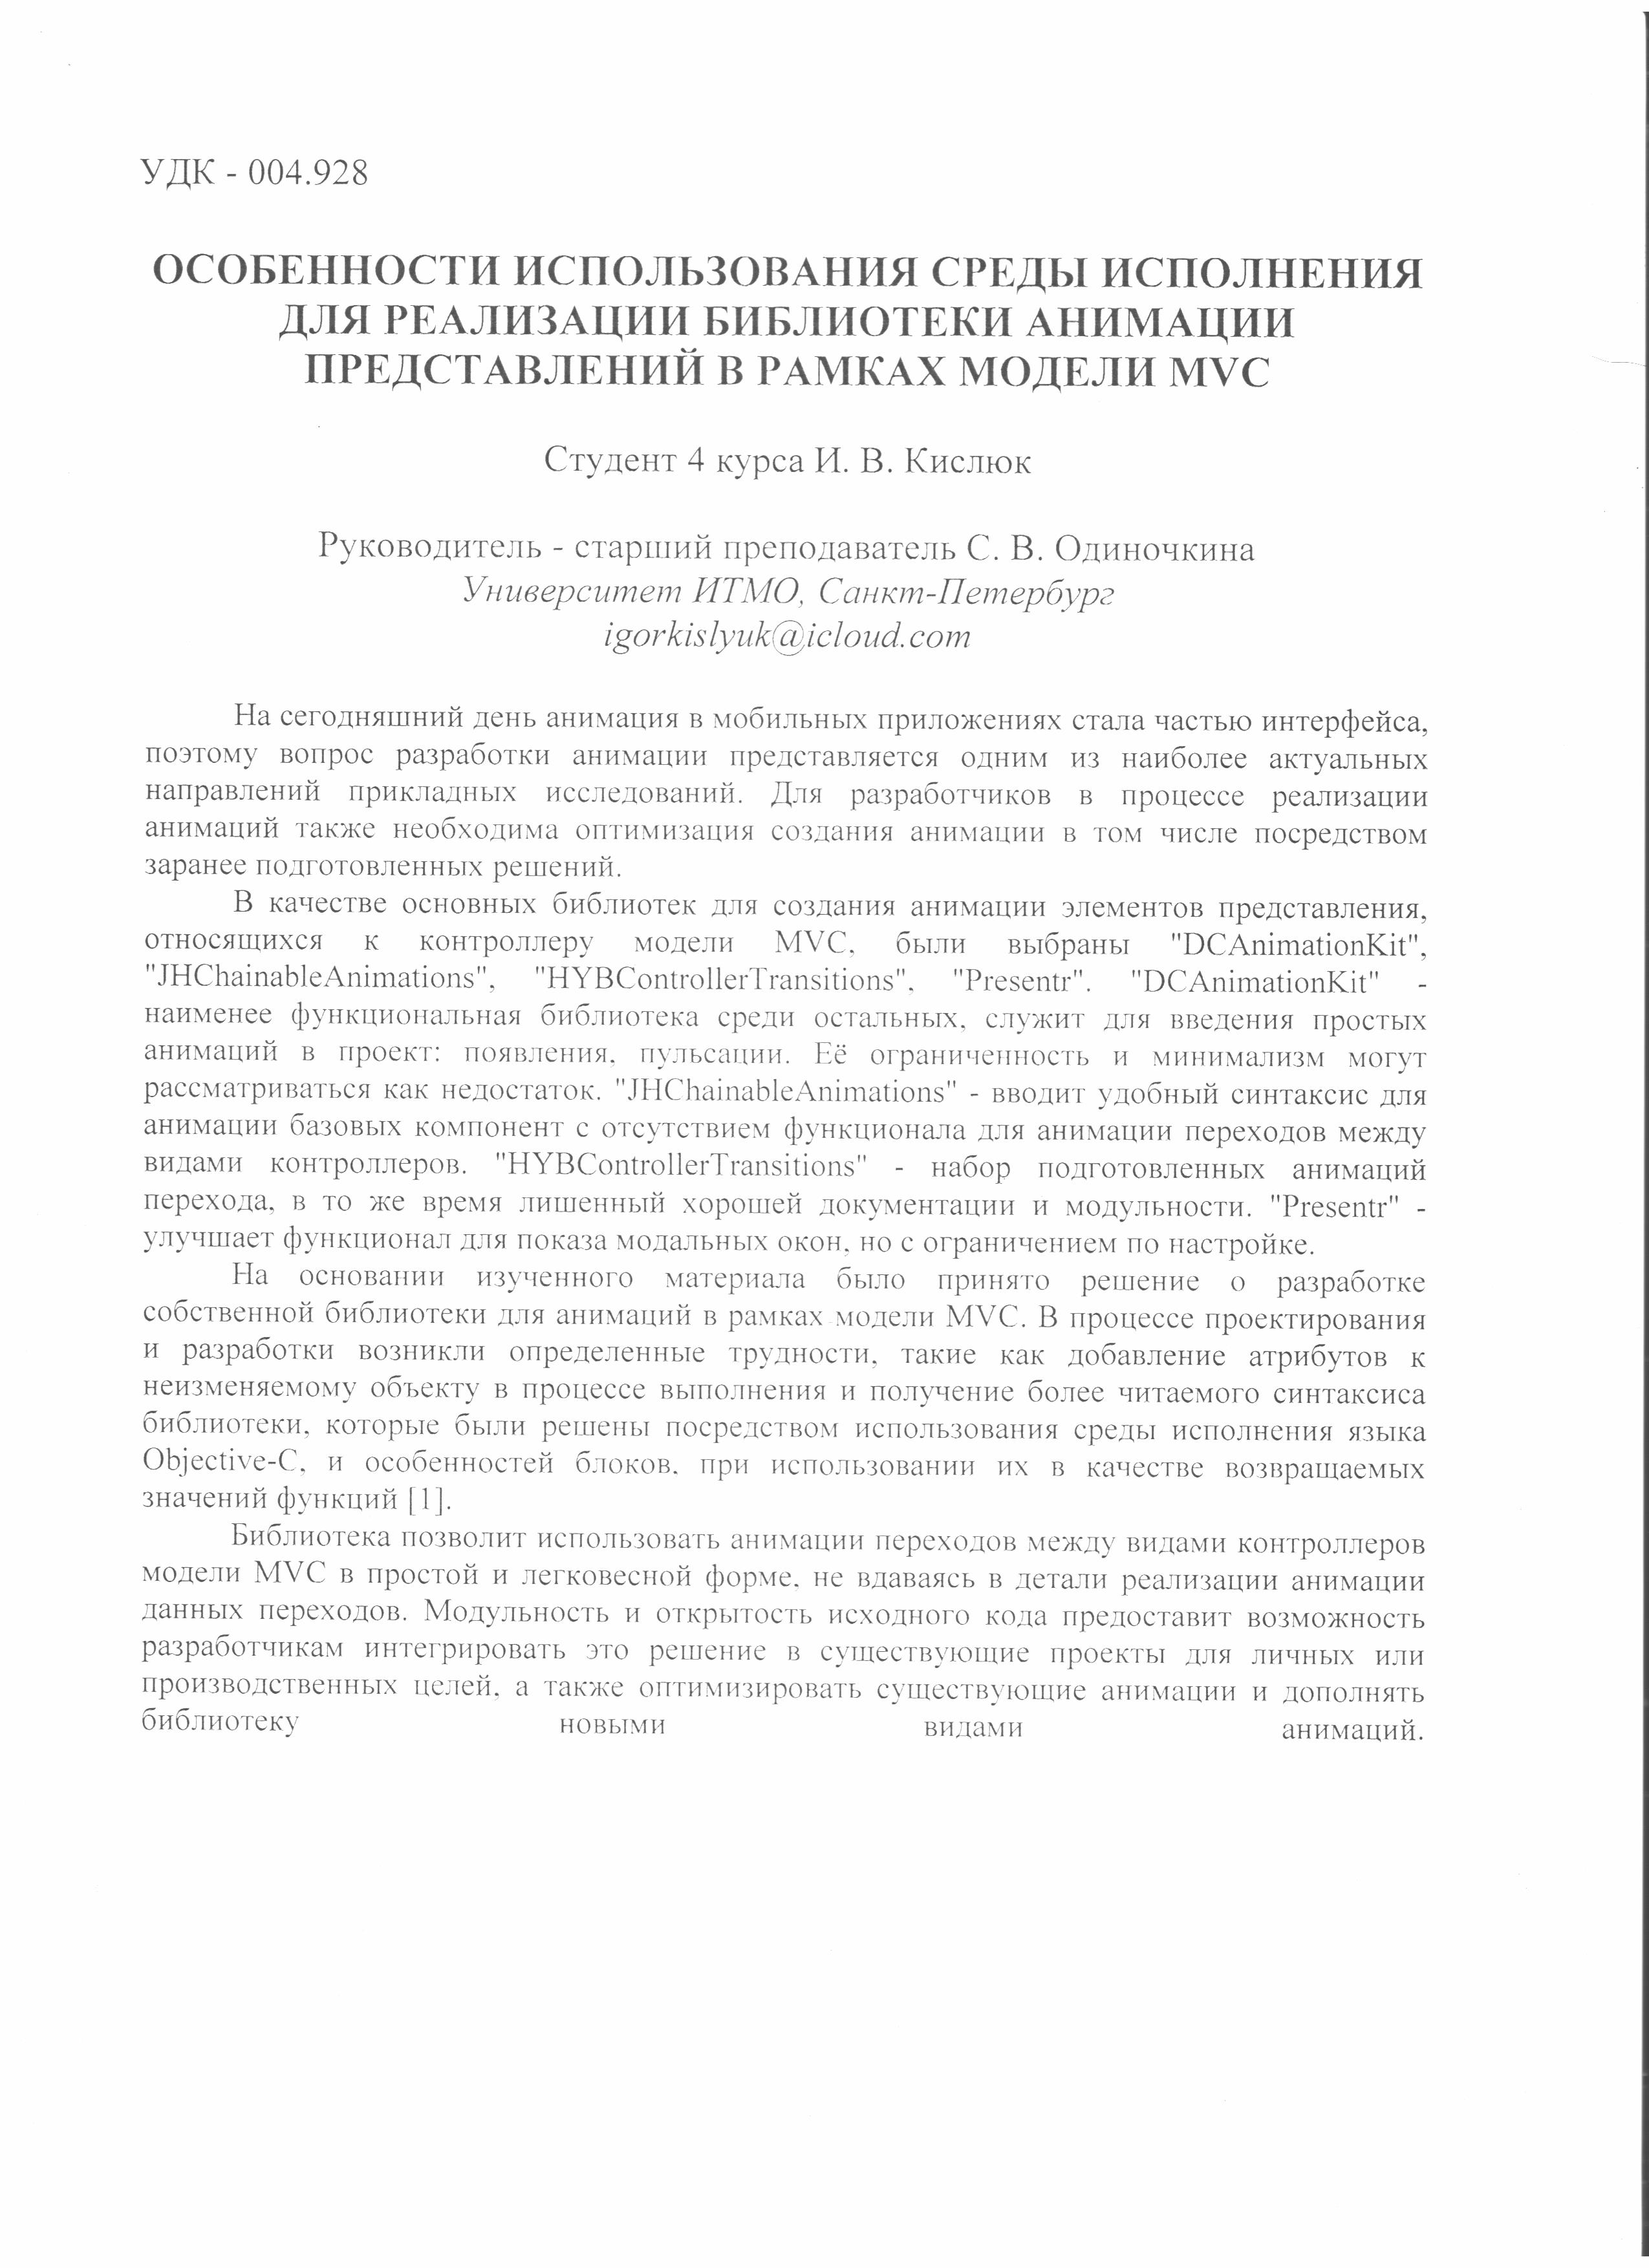 УДК - 004.928
ОСОБЕННОСТИ ИСПОЛЬЗОВАНИЯ СРЕДЫ ИСПОЛНЕНИЯ
ДЛЯ РЕАЛИЗАЦИИ БИБЛИОТЕКИ АНИМАЦИИ
ПРЕДСТАВЛЕНИЙ В РАМКАХ МОДЕЛИ MVC
Студент 4 курса И. В. Кислюк
Руководитель - старший преподаватель С. В. Одиночкина
Университет ИТМО, Санкт-Петербург
igorkislyuk@icloud.com
На сегодняшний день анимация в мобильных приложениях стала частью интерфейса,
поэтому вопрос разработки анимации представляется одним из наиболее актуальных
направлений прикладных исследований. Для разработчиков в процессе реализации
анимаций также необходима оптимизация создания анимации в том числе посредством
заранее подготовленных решений.
В качестве основных библиотек для создания анимации элементов представления,
относящихся к контроллеру модели MVC, были выбраны "DCAnimationKit",
"JHChainableAnimations", "HYBControllerTransitions", "Presentr". "DCAnimationKit" -
наименее функциональная библиотека среди остальных, служит для введения простых
анимаций в проект: появления, пульсации. Её ограниченность и минимализм могут
рассматриваться как недостаток. "JHChainableAnimations" - вводит удобный синтаксис для
анимации базовых компонент с отсутствием функционала для анимации переходов между
видами контроллеров. "HYBControllerTransitions" - набор подготовленных анимаций
перехода, в то же время лишенный хорошей документации и модульности. "Presentr" -
улучшает функционал для показа модальных окон, но с ограничением по настройке.
На основании изученного материала было принято решение о разработке
собственной библиотеки для анимаций в рамках модели MVC. В процессе проектирования
и разработки возникли определенные трудности, такие как добавление атрибутов к
неизменяемому объекту в процессе выполнения и получение более читаемого синтаксиса
библиотеки, которые были решены посредством использования среды исполнения языка
Objective-C, и особенностей блоков, при использовании их в качестве возвращаемых
значений функций [1].
Библиотека позволит использовать анимации переходов между видами контроллеров
модели MVC в простой и легковесной форме, не вдаваясь в детали реализации анимации
данных переходов. Модульность и открытость исходного кода предоставит возможность
разработчикам интегрировать это решение в существующие проекты для личных или
производственных целей, а также оптимизировать существующие анимации и дополнять
библиотеку новыми видами анимаций.